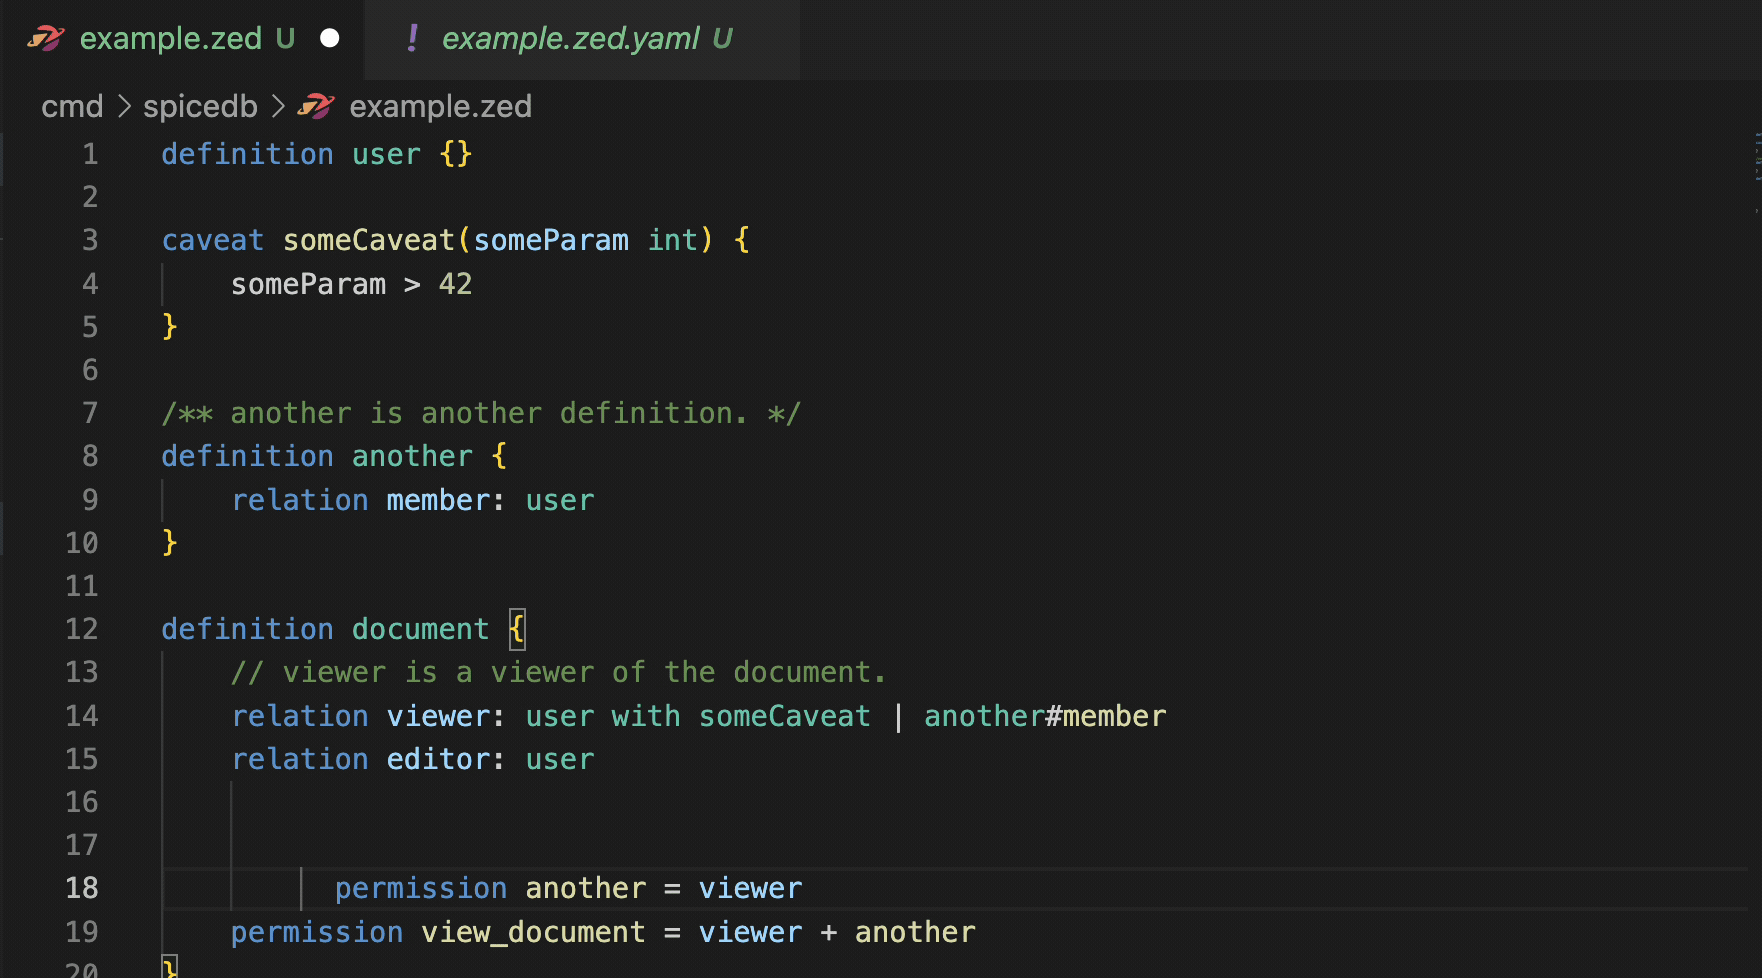 example.zed U
example.zed.yaml U
cmd > spicedb > example.zed
1 definition user {}
2
3 caveat someCaveat(someParam int) {
4 someParam > 42
5 }
6
7 /** another is another definition. */
8 definition another {
9 relation member: user
10 }
11
12 definition document {
13 // viewer is a viewer of the document.
14 relation viewer: user with someCaveat | another#member
15 relation editor: user
16
17
18 permission another = viewer
19 permission view_document = viewer + another
20 }